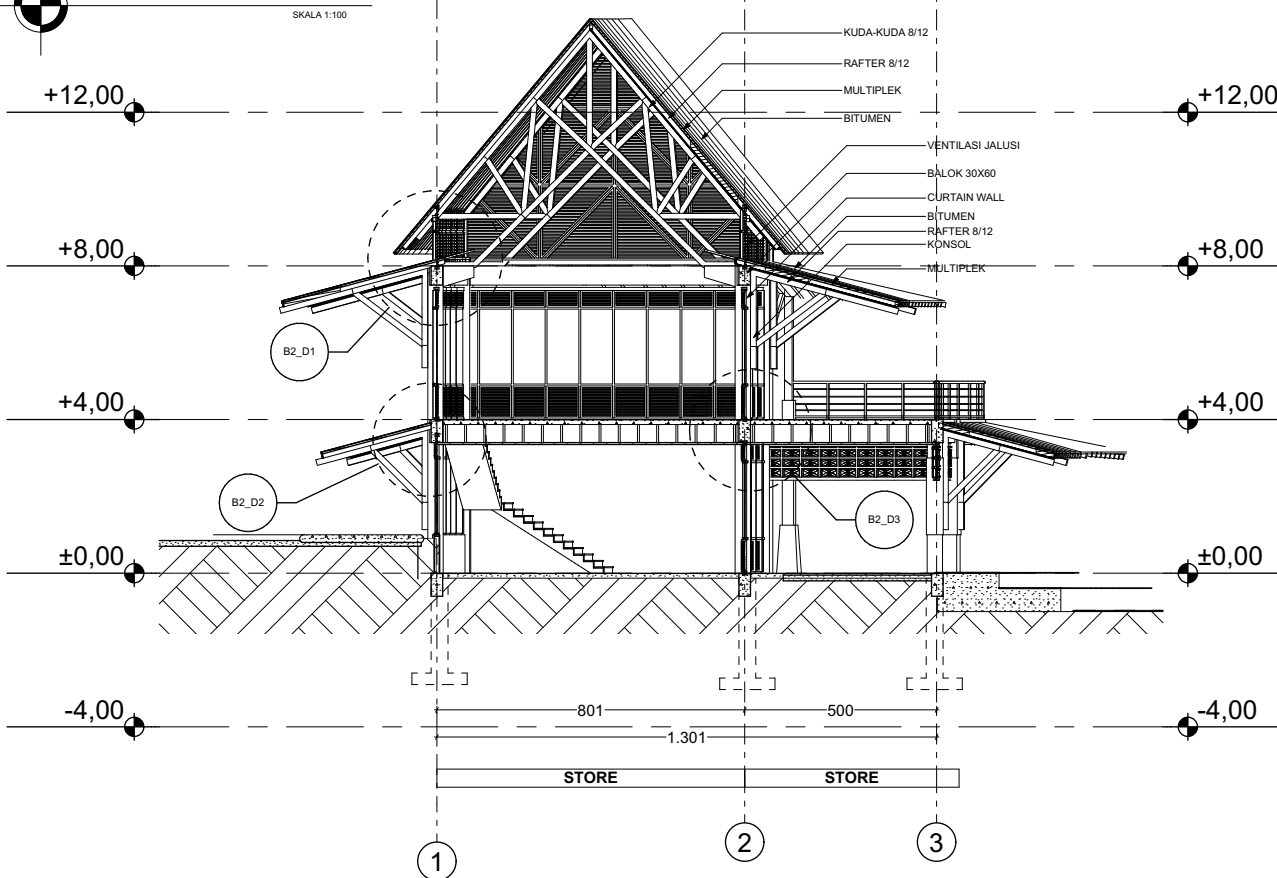 SKALA 1:100
KUDA-KUDA 8/12
RAFTER 8/12
MULTIPLEK
+12,00
+12,00
BITUMEN
VENTILASI JALUSI
BALOK 30X60
CURTAIN WALL
BITUMEN
RAFTER 8/12
KONSOL
+8,00
+8,00
MULTIPLEK
B2_D1
+4,00
+4,00
B2_D2
B2_D3
±0,00
±0,00
801
500
-4,00
-4,00
1.301
STORE
STORE
1
2
3